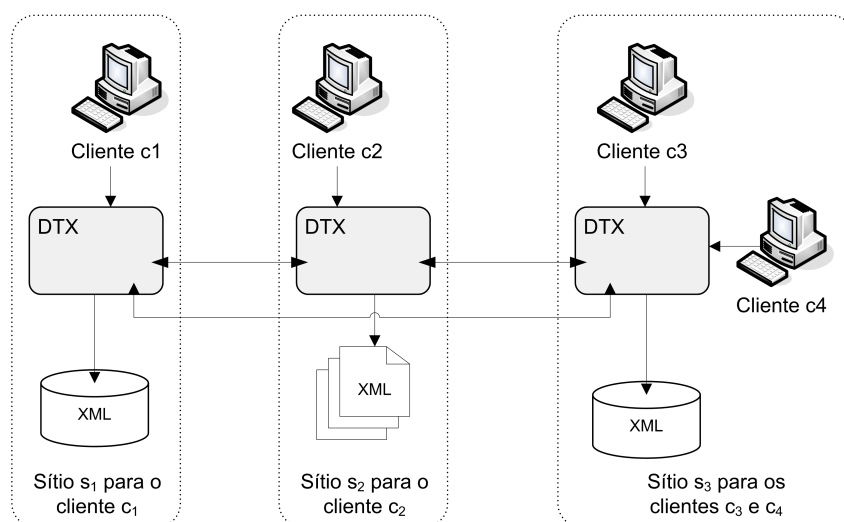 Cliente c1
Cliente c2
Cliente c3
DTX
DTX
DTX
Cliente c4
XML
XML
XML
Sítio s₁ para o
cliente c₁
Sítio s₂ para o
cliente c₂
Sítio s₃ para os
clientes c₃ e c₄